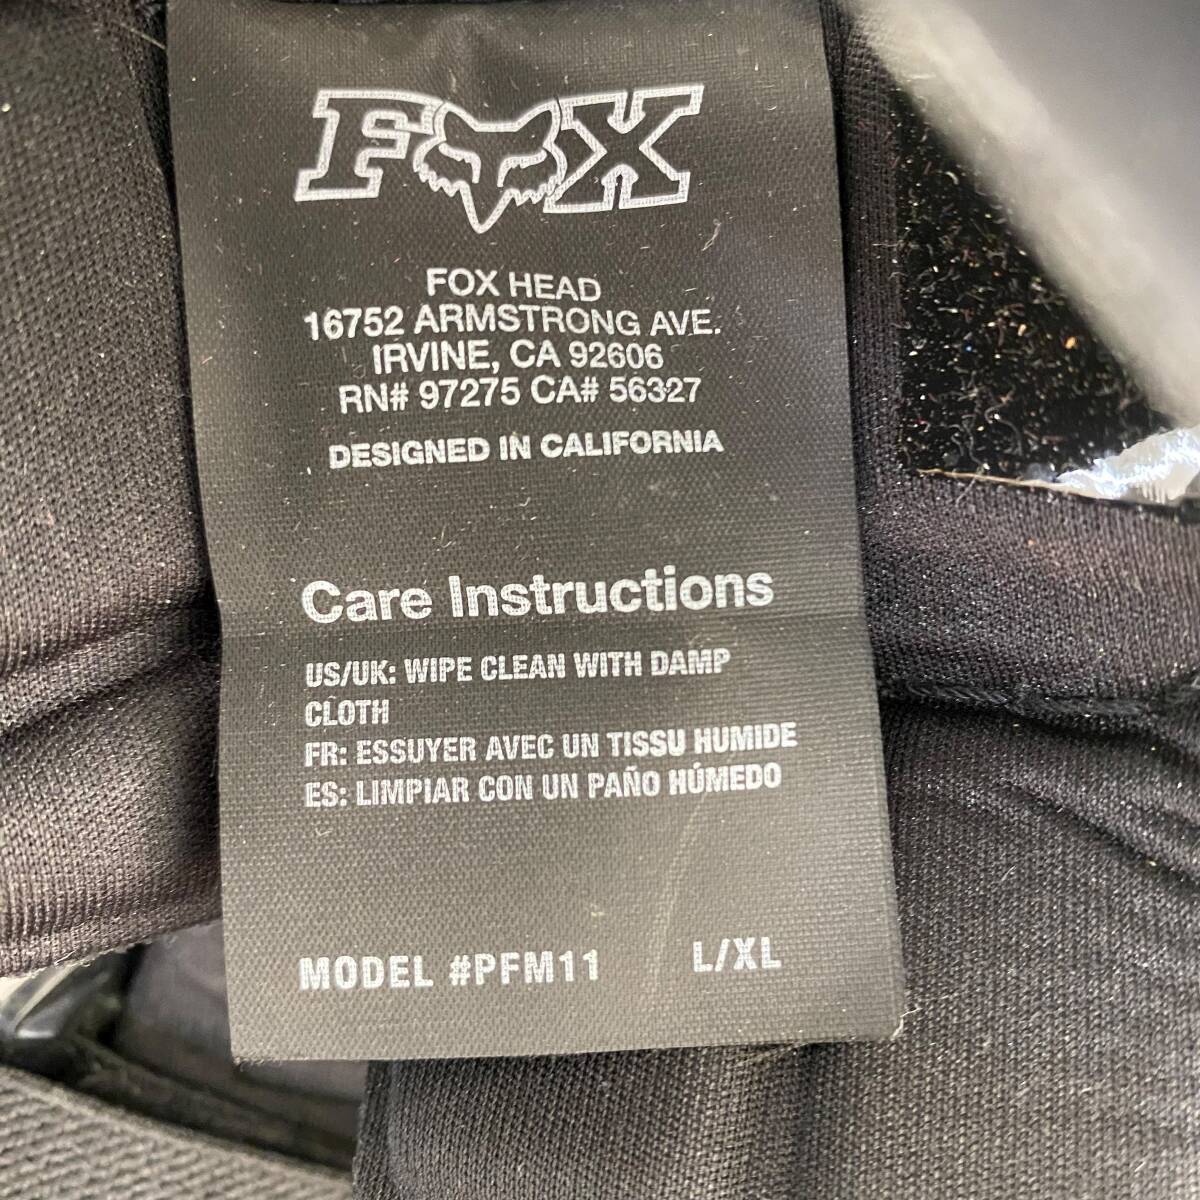 FOX
FOX HEAD
16752 ARMSTRONG AVE.
IRVINE, CA 92606
RN# 97275 CA# 56327
DESIGNED IN CALIFORNIA
Care Instructions
US/UK: WIPE CLEAN WITH DAMP
CLOTH
FR: ESSUYER AVEC UN TISSU HUMIDE
ES: LIMPIAR CON UN PAÑO HÚMEDO
MODEL #PFM11 L/XL